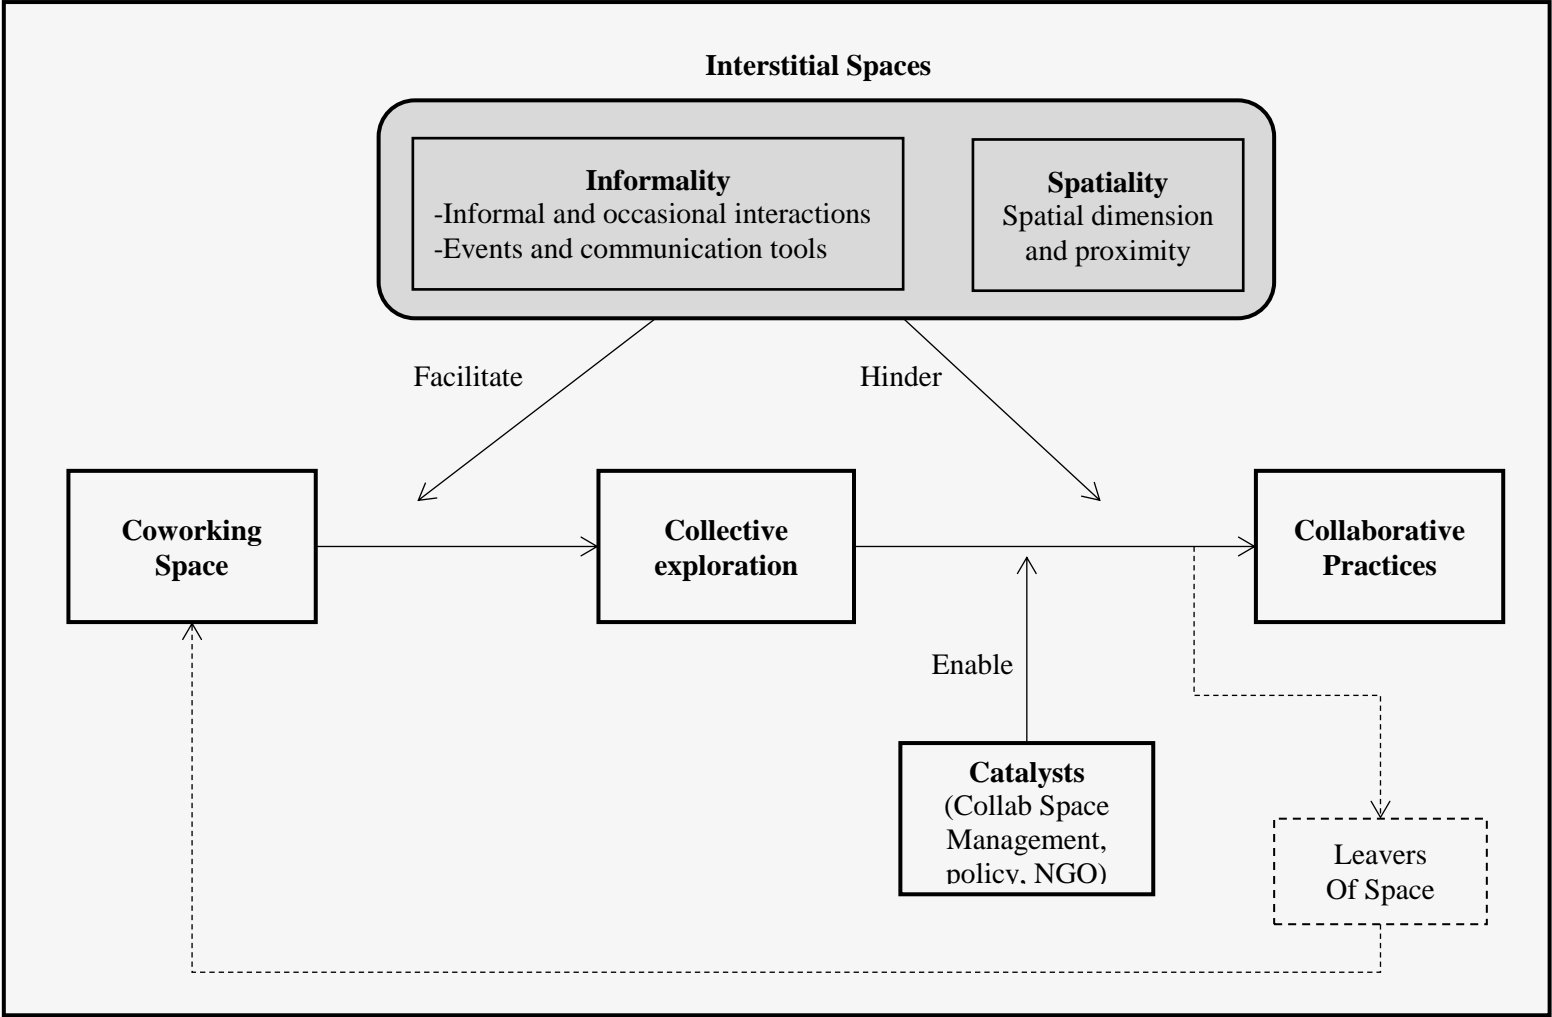 Interstitial Spaces
Informality
-Informal and occasional interactions
-Events and communication tools
Spatiality
Spatial dimension
and proximity
Facilitate
Hinder
Coworking
Space
Collective
exploration
Collaborative
Practices
Enable
Catalysts
(Collab Space
Management,
policy, NGO)
Leavers
Of Space